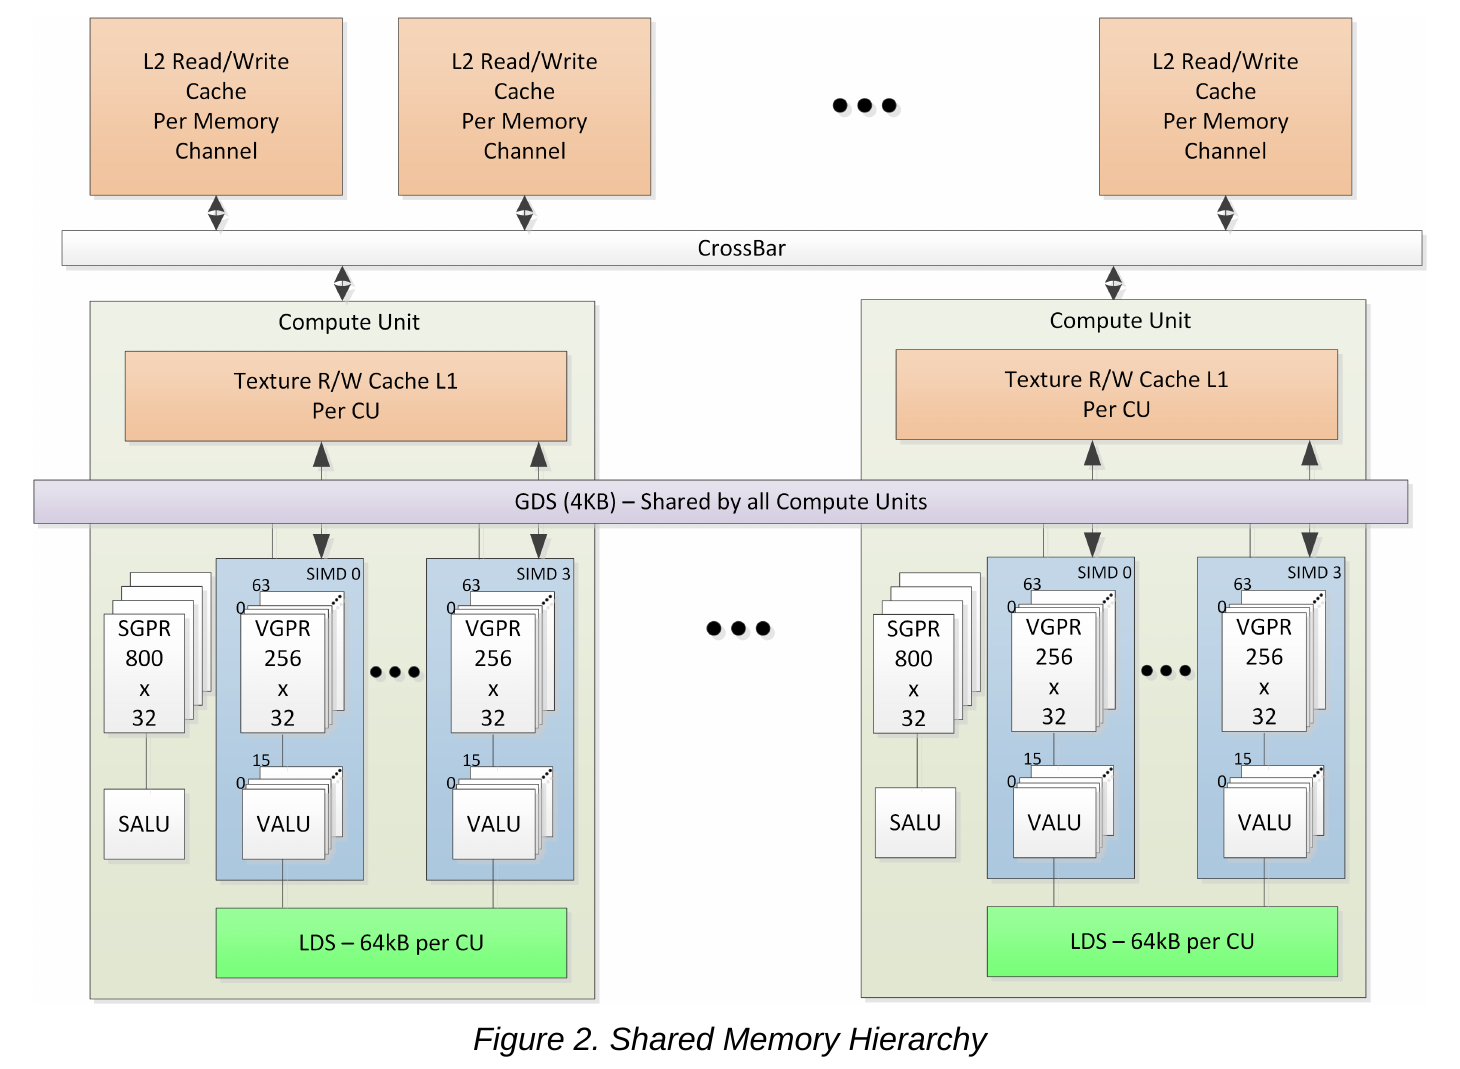 L2 Read/Write
Cache
Per Memory
Channel
L2 Read/Write
Cache
Per Memory
Channel
L2 Read/Write
Cache
Per Memory
Channel
CrossBar
Compute Unit
Texture R/W Cache L1
Per CU
Compute Unit
Texture R/W Cache L1
Per CU
GDS (4KB) – Shared by all Compute Units
SGPR
800
x
32
SALU
SIMD 0
63
0
VGPR
256
x
32
15
0
VALU
SIMD 3
63
0
VGPR
256
x
32
15
0
VALU
LDS – 64kB per CU
SGPR
800
x
32
SALU
SIMD 0
63
0
VGPR
256
x
32
15
0
VALU
SIMD 3
63
0
VGPR
256
x
32
15
0
VALU
LDS – 64kB per CU
Figure 2. Shared Memory Hierarchy